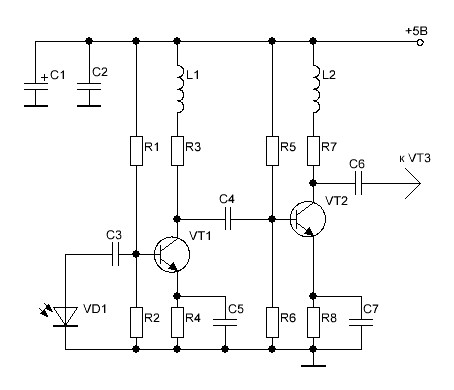 +5В
+ C1
C2
L1
L2
R1
R3
R5
R7
C6
к VT3
C4
VT2
C3
VT1
VD1
R2
R4
C5
R6
R8
C7